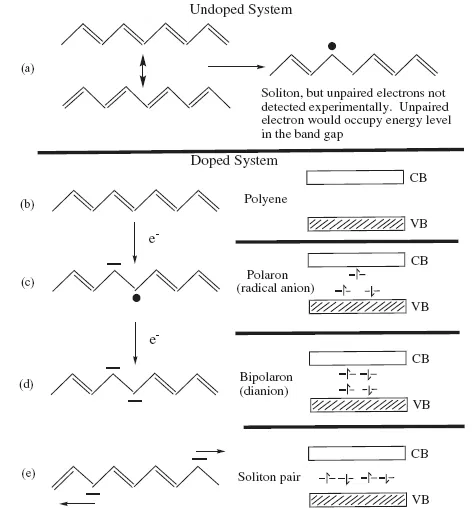 Undoped System
(a)
Soliton, but unpaired electrons not
detected experimentally. Unpaired
electron would occupy energy level
in the band gap
Doped System
(b)
Polyene
CB
VB
e-
(c)
Polaron
(radical anion)
CB
VB
e-
(d)
Bipolaron
(dianion)
CB
VB
(e)
Soliton pair
CB
VB